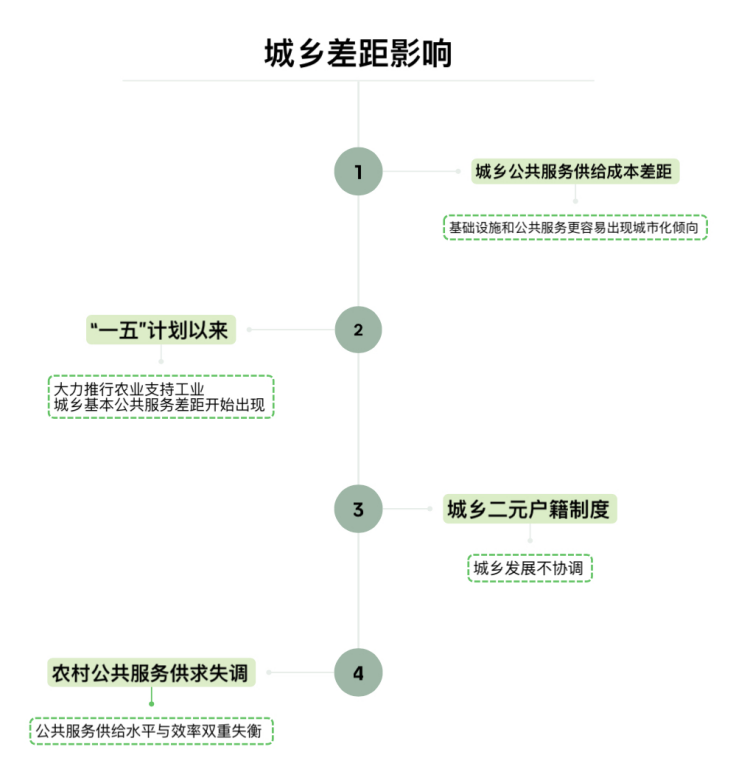 城乡差距影响
1
城乡公共服务供给成本差距
基础设施和公共服务更容易出现城市化倾向
2
“一五”计划以来
大力推行农业支持工业
城乡基本公共服务差距开始出现
3
城乡二元户籍制度
城乡发展不协调
4
农村公共服务供求失调
公共服务供给水平与效率双重失衡